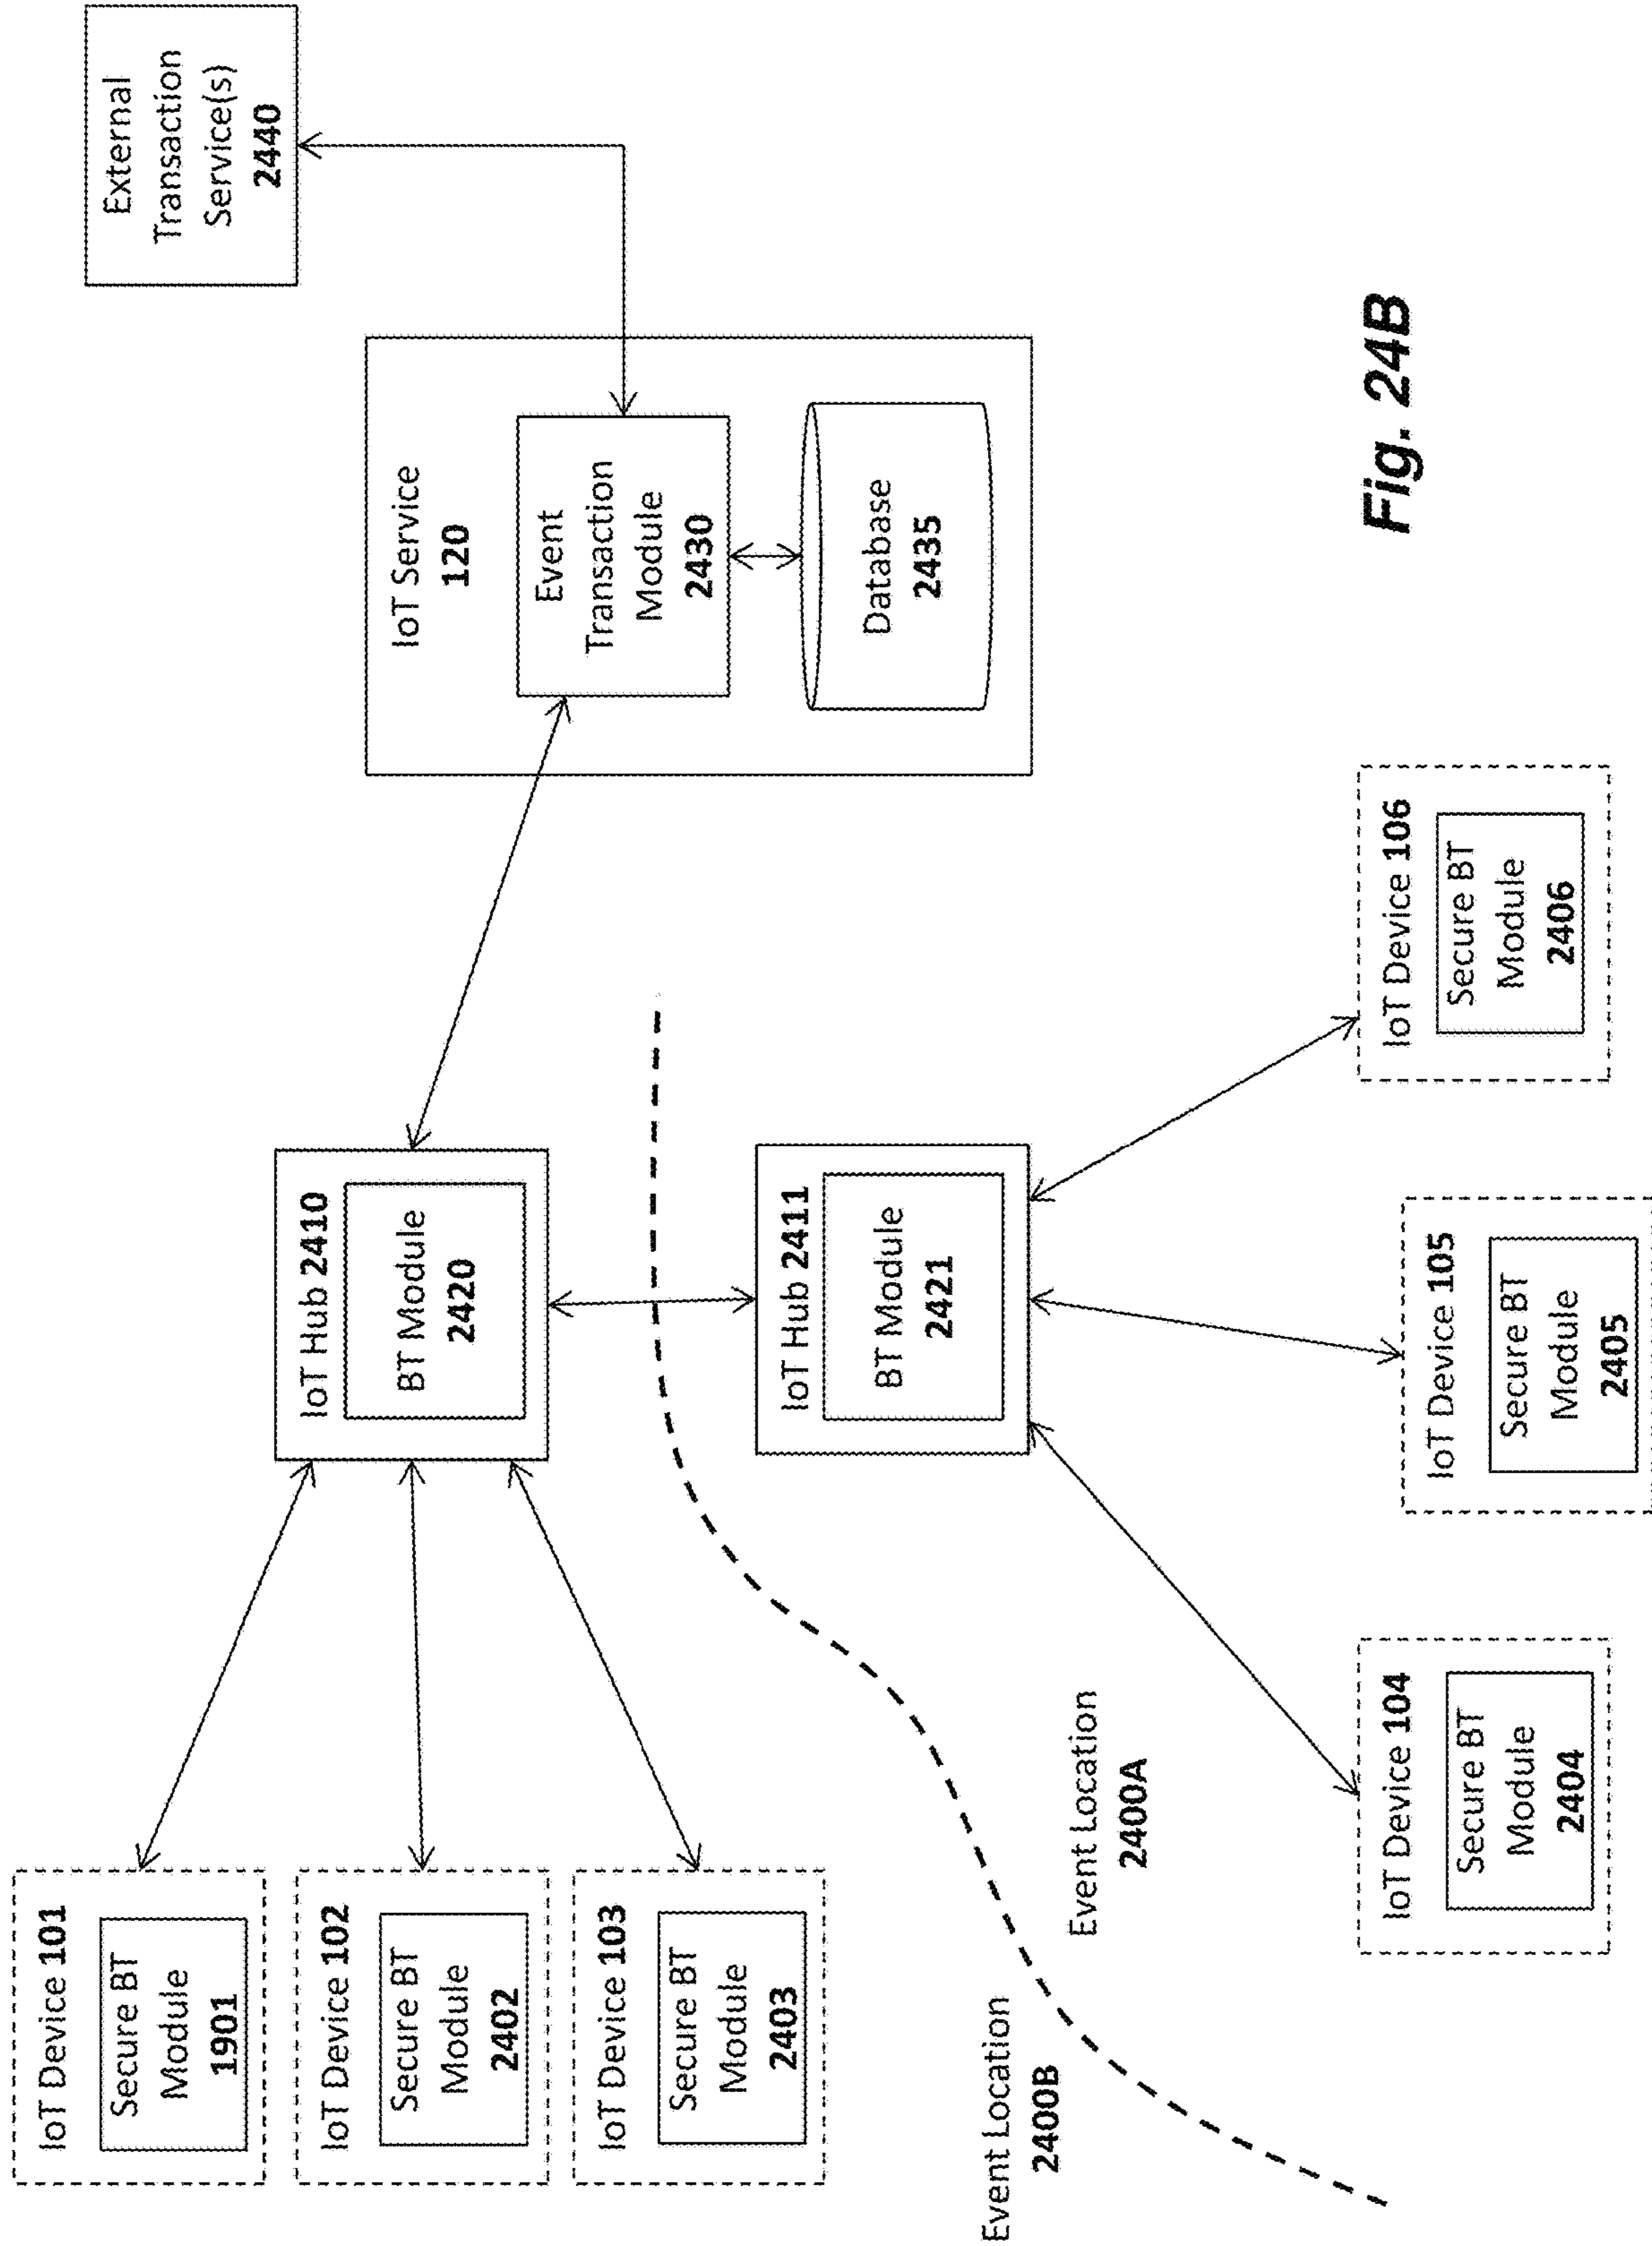 External
Transaction
Service(s)
2440
IoT Service
120
Event
Transaction
Module
2430
Database
2435
IoT Hub 2410
BT Module
2420
IoT Hub 2411
BT Module
2421
IoT Device 101
Secure BT
Module
1901
IoT Device 102
Secure BT
Module
2402
IoT Device 103
Secure BT
Module
2403
Event Location
2400B
Event Location
2400A
IoT Device 104
Secure BT
Module
2404
IoT Device 105
Secure BT
Module
2405
IoT Device 106
Secure BT
Module
2406
Fig. 24B